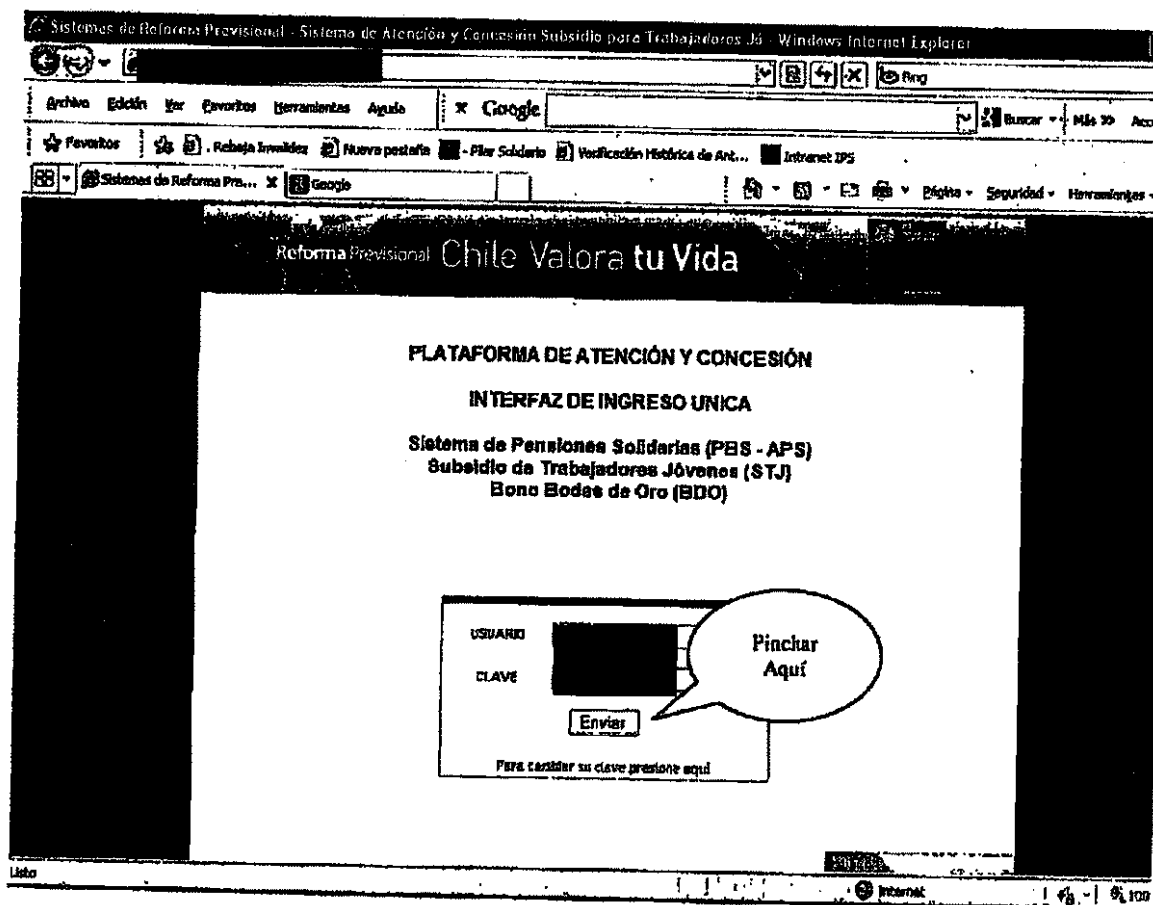 Sistemas de Reforma Previsional - Sistema de Atención y Concesión Subsidio para Trabajadores Jó - Windows Internet Explorer
Bing
Archivo Edición Ver Favoritos Herramientas Ayuda x Google Buscar Más >>
Favoritos . Rebaja Invalidez Nueva pestaña - Pilar Solidario Verificación Histórica de Ant... Intranet IPS
Sistemas de Reforma Pre... X Google Página Seguridad Herramientas
Reforma Previsional Chile Valora tu Vida
PLATAFORMA DE ATENCIÓN Y CONCESIÓN
INTERFAZ DE INGRESO UNICA
Sistema de Pensiones Solidarias (PBS - APS)
Subsidio de Trabajadores Jóvenes (STJ)
Bono Bodas de Oro (BDO)
USUARIO
CLAVE
Pinchar
Aquí
Enviar
Para cambiar su clave presione aquí
Listo Internet 100